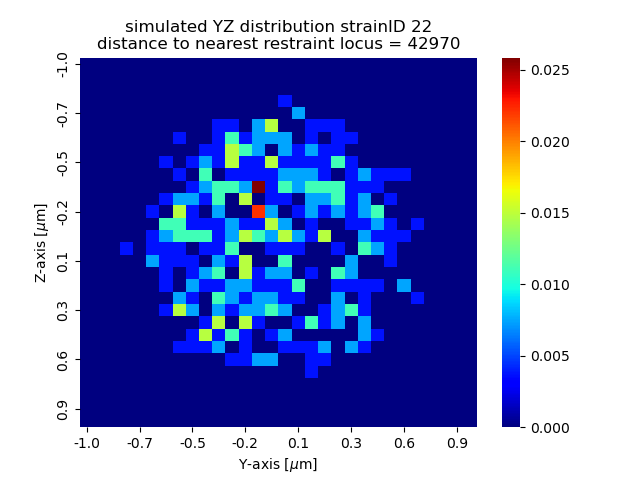 simulated YZ distribution strainID 22
distance to nearest restraint locus = 42970
-1.0
-0.7
-0.5
-0.2
0.1
0.3
0.6
0.9
Z-axis [μm]
-1.0 -0.7 -0.5 -0.2 0.1 0.3 0.6 0.9
Y-axis [μm]
0.025
0.020
0.015
0.010
0.005
0.000